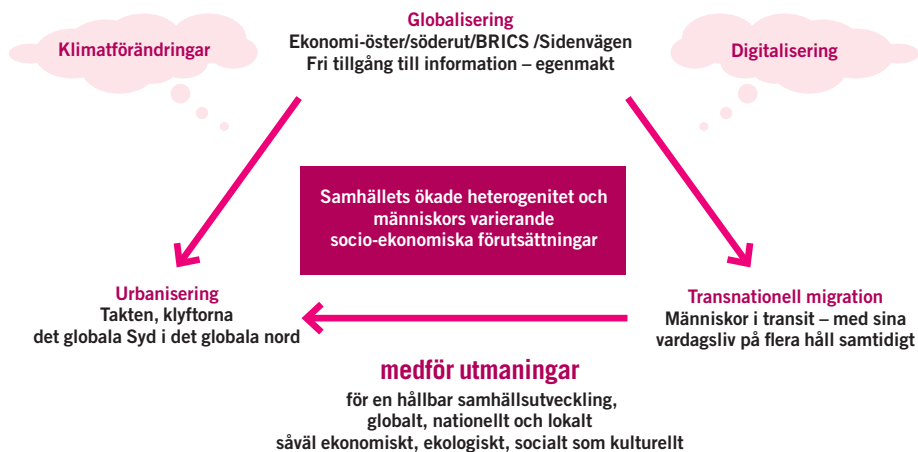 Globalisering
Ekonomi-öster/söderut/BRICS /Sidenvägen
Fri tillgång till information – egenmakt
Klimatförändringar
Digitalisering
Samhällets ökade heterogenitet och
människors varierande
socio-ekonomiska förutsättningar
Urbanisering
Takten, klyftorna
det globala Syd i det globala nord
Transnationell migration
Människor i transit – med sina
vardagsliv på flera håll samtidigt
medför utmaningar
för en hållbar samhällsutveckling,
globalt, nationellt och lokalt
såväl ekonomiskt, ekologiskt, socialt som kulturellt